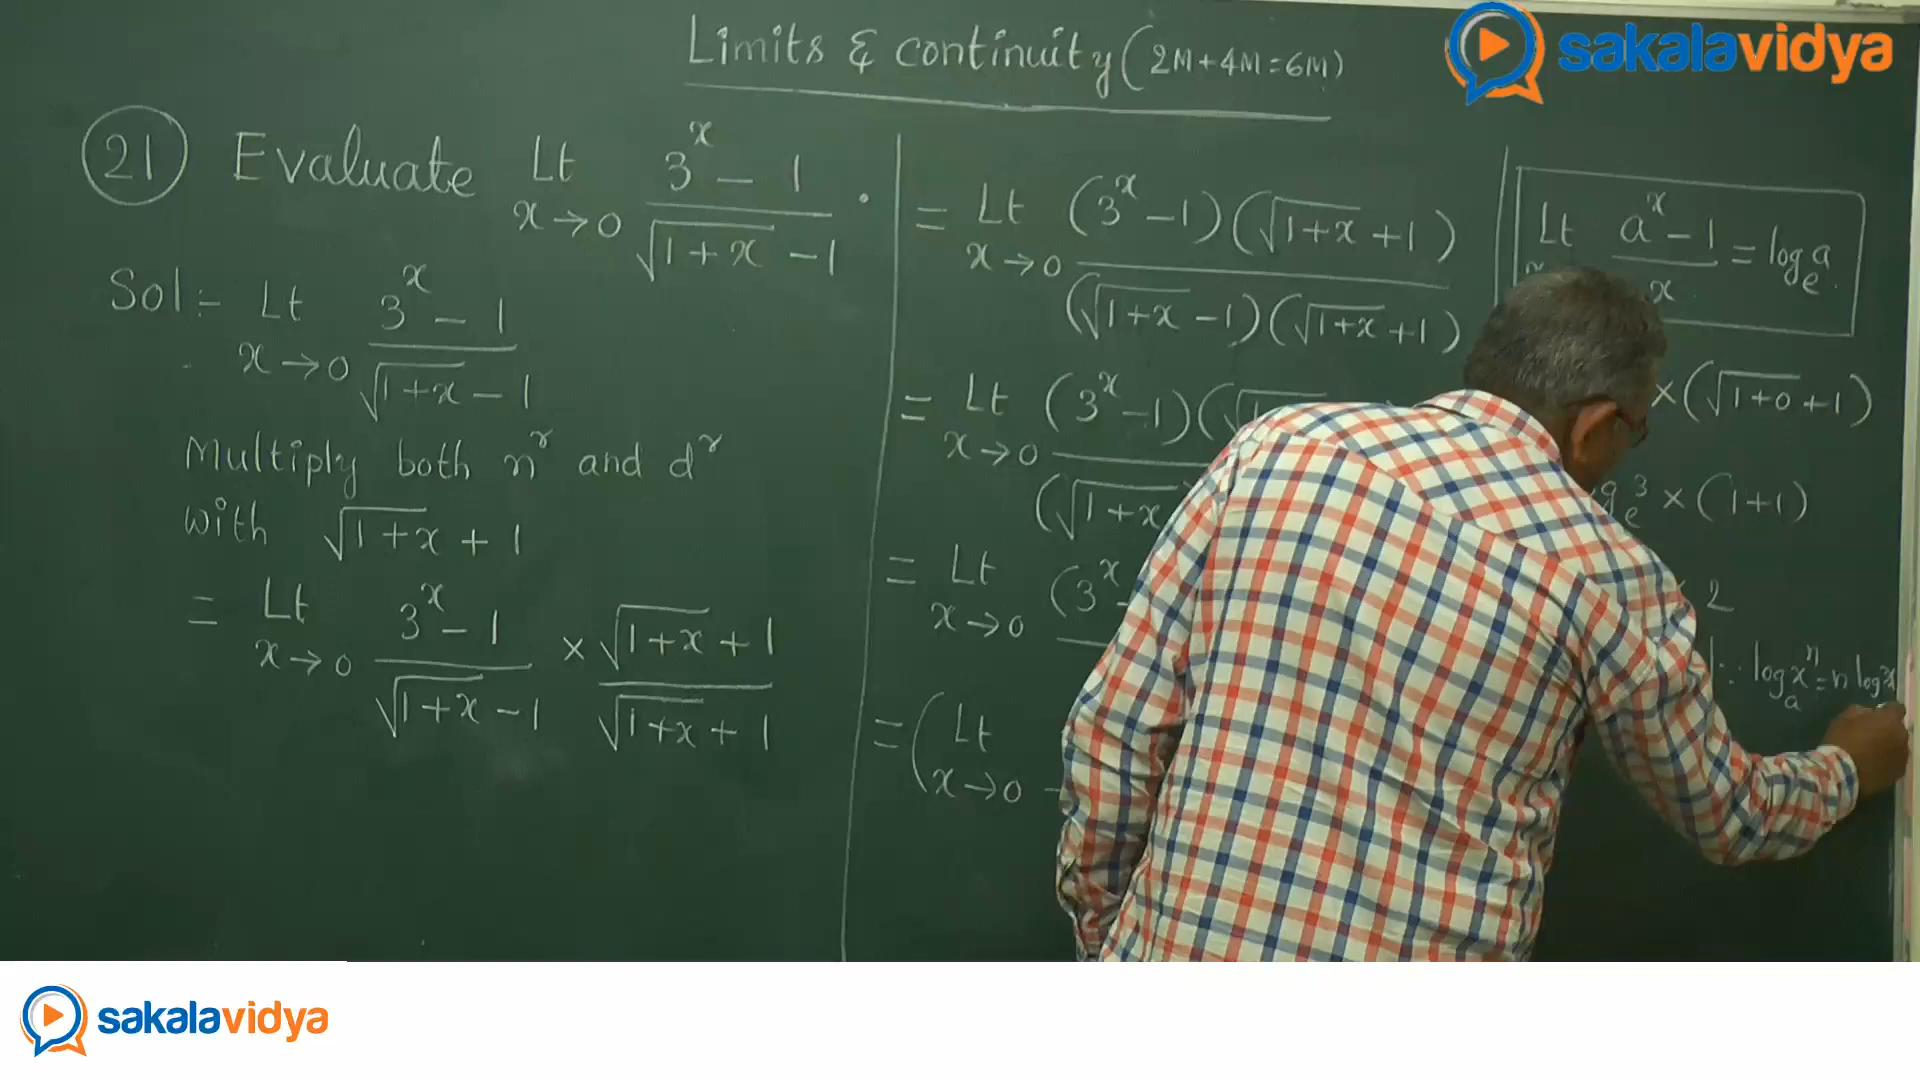 Limits & continuity (2M+4M=6M)
sakalavidya
21 Evaluate Lt x→0 3^x - 1 / √1+x - 1 .
Sol:- Lt x→0 3^x - 1 / √1+x - 1
Multiply both n^r and d^r
with √1+x + 1
= Lt x→0 3^x - 1 / √1+x - 1 × √1+x + 1 / √1+x + 1
= Lt x→0 (3^x - 1)(√1+x + 1) / (√1+x - 1)(√1+x + 1)
= Lt x→0 (3^x - 1)( / (√1+x
= Lt x→0 (3^x
= ( Lt x→0
Lt a^x - 1 / x = log_e a
×(√1+0 + 1)
3 e × (1+1)
2
∵ log_a x^n = n log x
sakalavidya